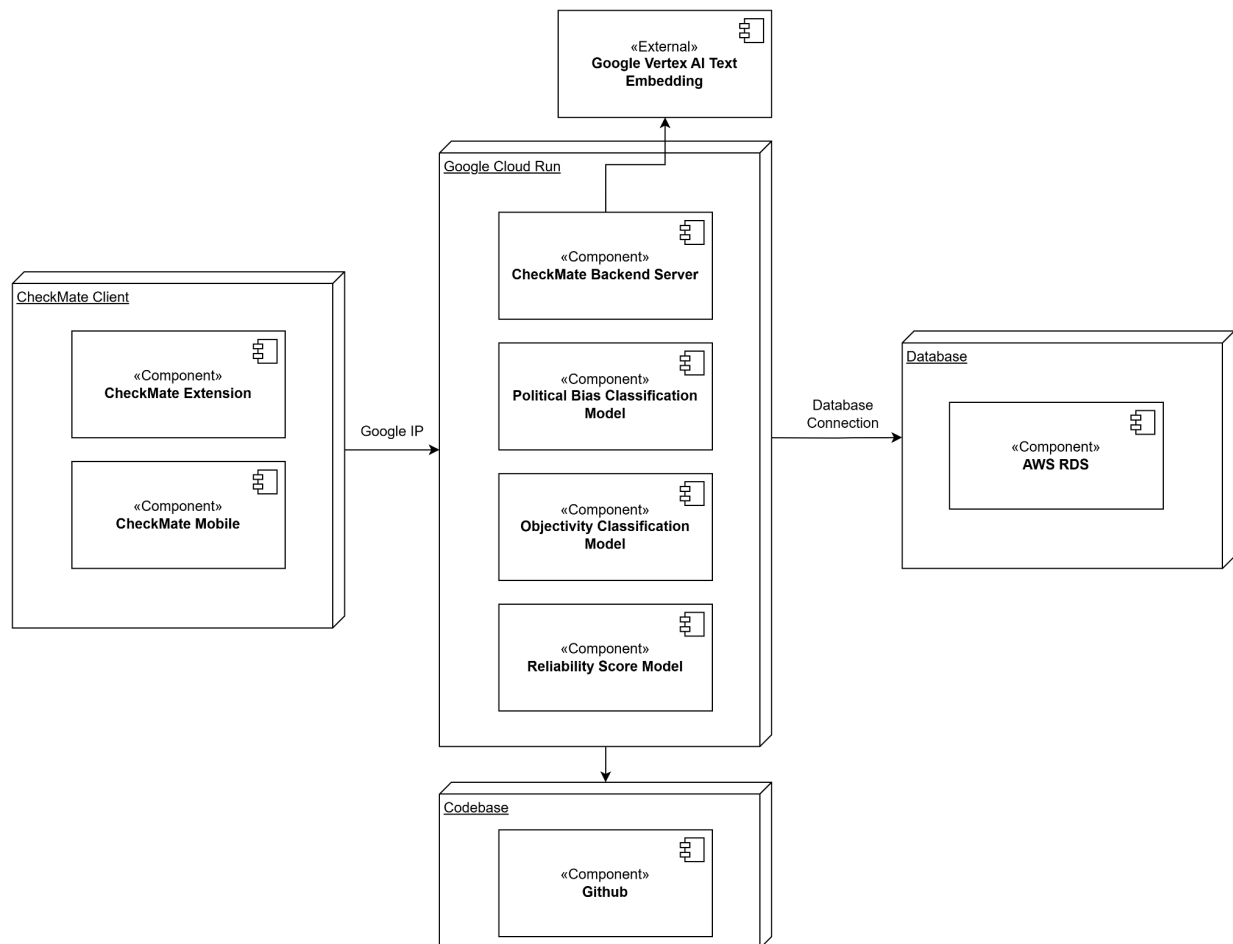 «External»
Google Vertex AI Text
Embedding
Google Cloud Run
«Component»
CheckMate Backend Server
CheckMate Client
«Component»
CheckMate Extension
«Component»
CheckMate Mobile
Google IP
«Component»
Political Bias Classification
Model
«Component»
Objectivity Classification
Model
«Component»
Reliability Score Model
Database
Connection
Database
«Component»
AWS RDS
Codebase
«Component»
Github